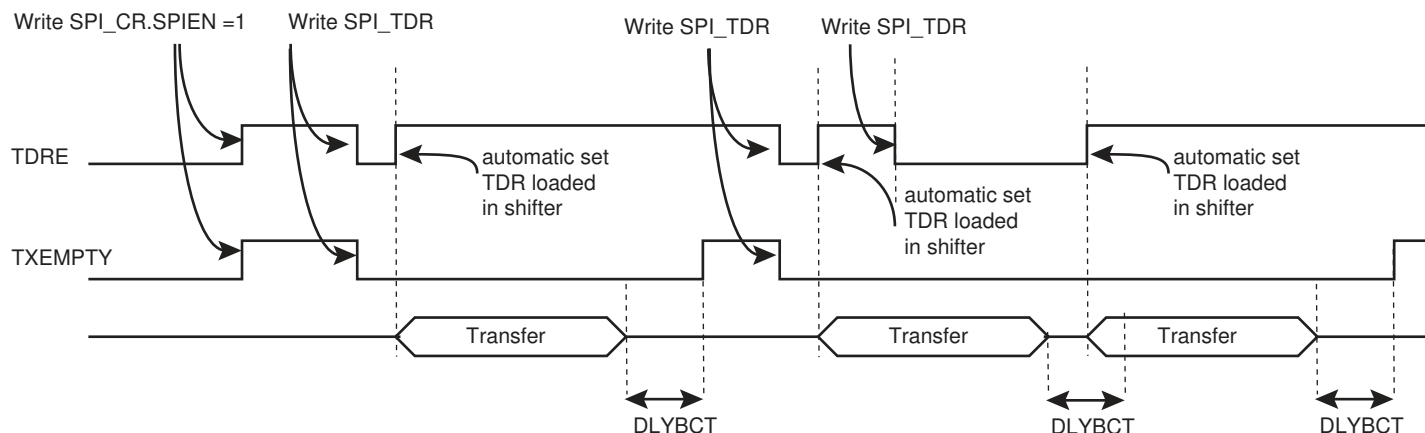 Write SPI_CR.SPIEN =1
Write SPI_TDR
Write SPI_TDR
Write SPI_TDR
TDRE
automatic set
TDR loaded
in shifter
automatic set
TDR loaded
in shifter
automatic set
TDR loaded
in shifter
TXEMPTY
Transfer
Transfer
Transfer
DLYBCT
DLYBCT
DLYBCT